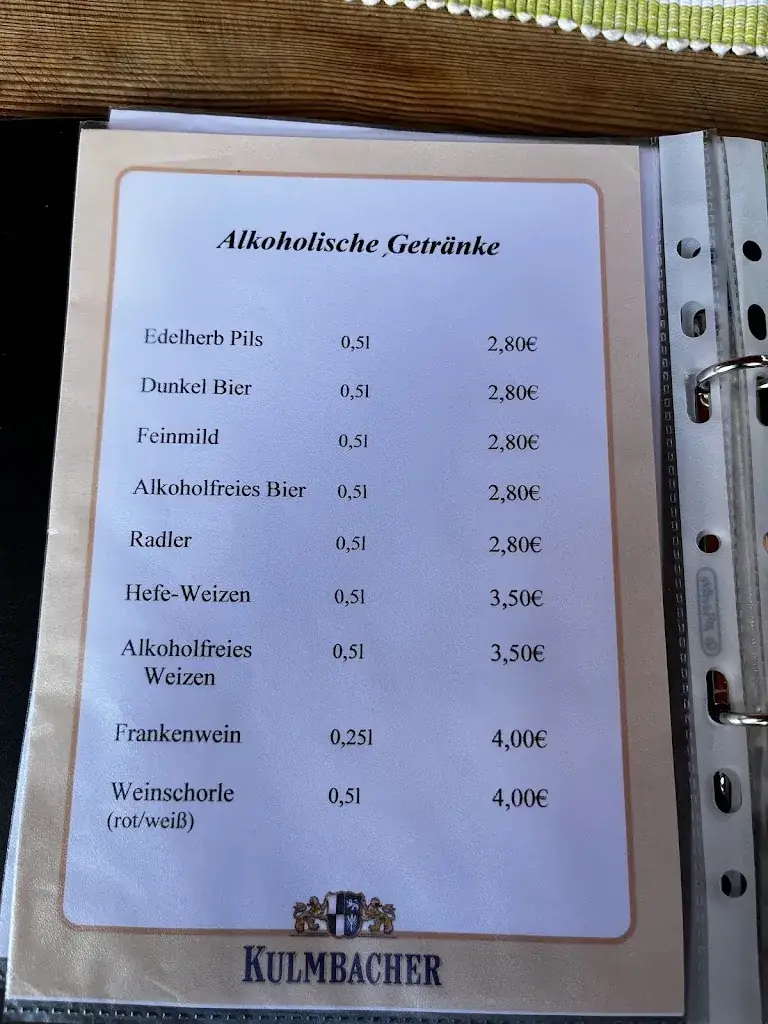 Alkoholische Getränke
Edelherb Pils 0,5l 2,80€
Dunkel Bier 0,5l 2,80€
Feinmild 0,5l 2,80€
Alkoholfreies Bier 0,5l 2,80€
Radler 0,5l 2,80€
Hefe-Weizen 0,5l 3,50€
Alkoholfreies 0,5l 3,50€
Weizen
Frankenwein 0,25l 4,00€
Weinschorle 0,5l 4,00€
(rot/weiß)
KULMBACHER